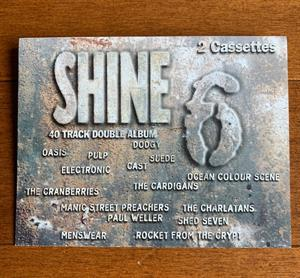 2 Cassettes
SHINE 6
40 TRACK DOUBLE ALBUM
DODGY
OASIS
PULP
SUEDE
ELECTRONIC
CAST
OCEAN COLOUR SCENE
THE CRANBERRIES
THE CARDIGANS
MANIC STREET PREACHERS
THE CHARLATANS
PAUL WELLER
SHED SEVEN
MENSWEAR
ROCKET FROM THE CRYPT